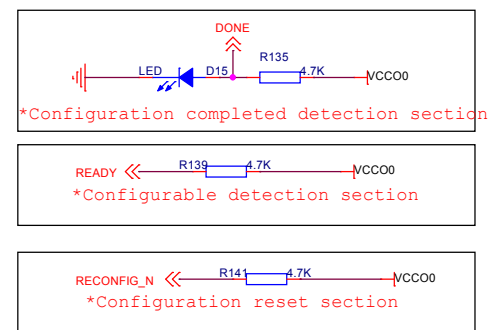 DONE
R135
LED D15 4.7K VCCO0
*Configuration completed detection section
READY R139 4.7K VCCO0
*Configurable detection section
RECONFIG_N R141 4.7K VCCO0
*Configuration reset section